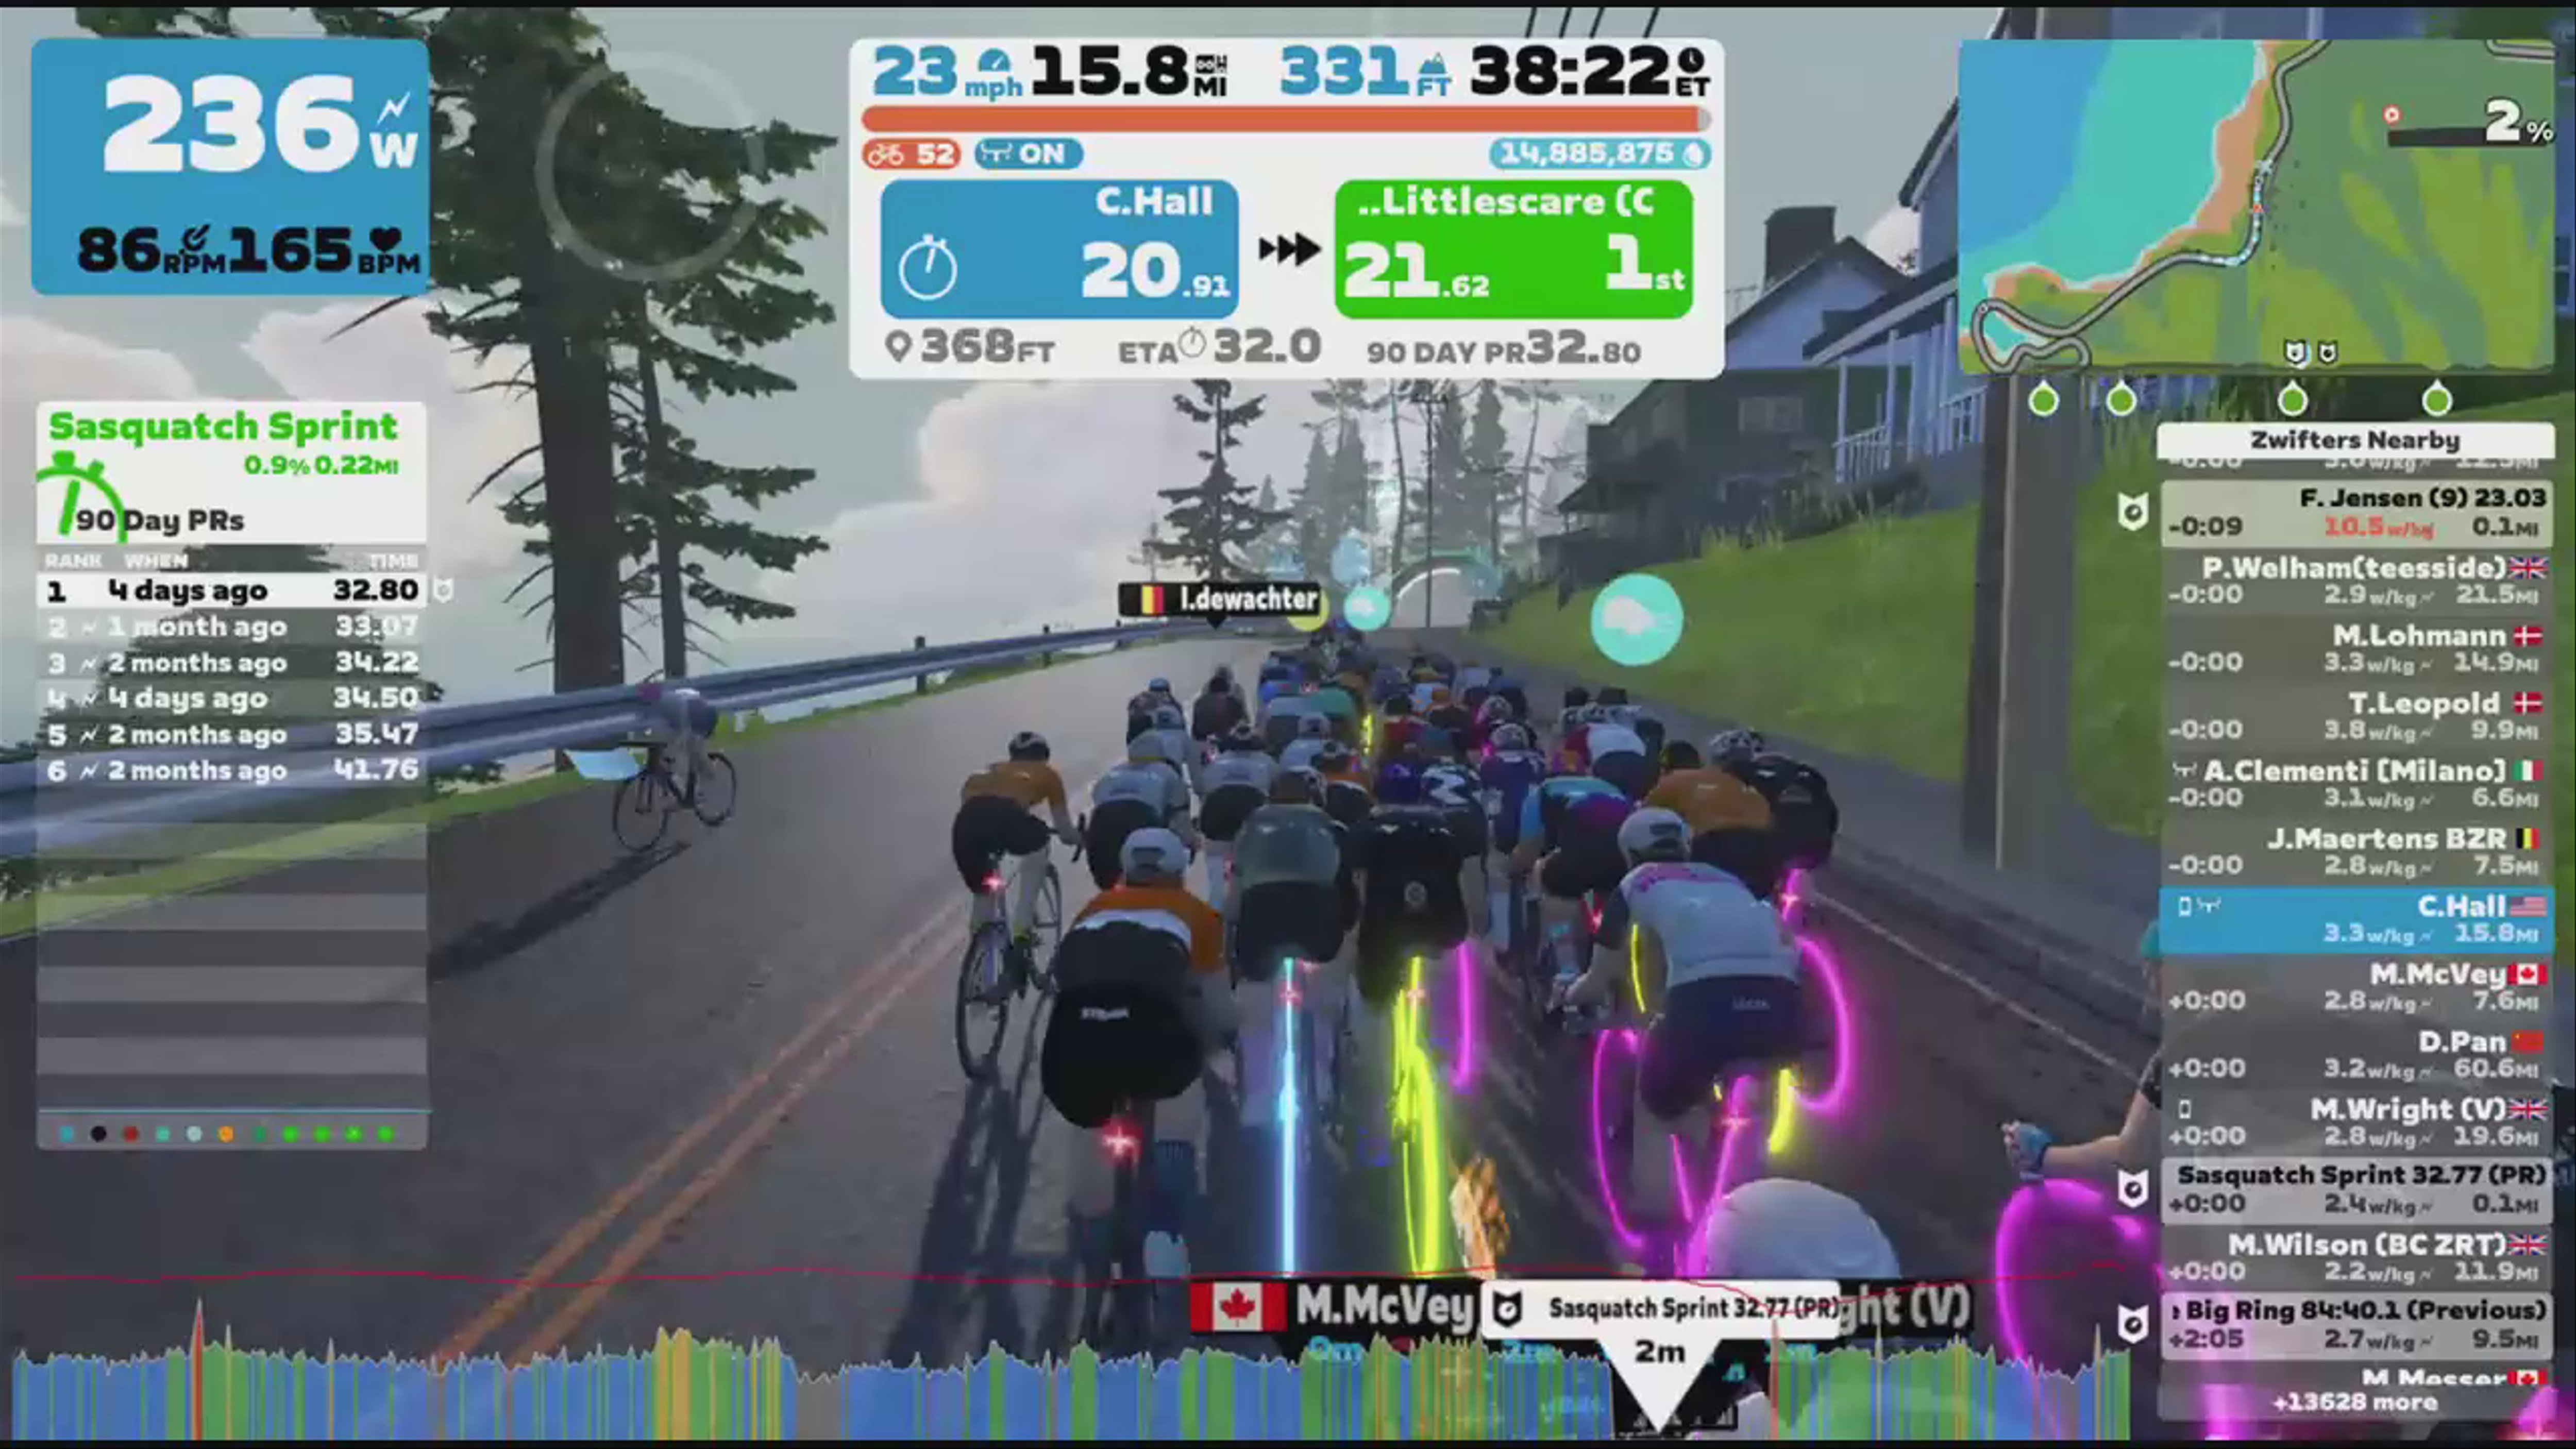 236 W
86 RPM 165 BPM
23 mph 15.8 MI 331 FT 38:22 ET
52 ON 14,885,875
C.Hall
20.91
..Littlescare (C
21.62 1st
368FT ETA 32.0 90 DAY PR 32.80
2%
Sasquatch Sprint
0.9% 0.22MI
90 Day PRs
RANK WHEN TIME
1 4 days ago 32.80
2 1 month ago 33.07
3 2 months ago 34.22
4 4 days ago 34.50
5 2 months ago 35.47
6 2 months ago 41.76
l.dewachter
Zwifters Nearby
F. Jensen (9) 23.03
-0:09 10.5w/kg 0.1MI
P.Welham(teesside)
-0:00 2.9w/kg 21.5MI
M.Lohmann
-0:00 3.3w/kg 14.9MI
T.Leopold
-0:00 3.8w/kg 9.9MI
A.Clementi [Milano]
-0:00 3.1w/kg 6.6MI
J.Maertens BZR
-0:00 2.8w/kg 7.5MI
C.Hall
3.3w/kg 15.8MI
M.McVey
+0:00 2.8w/kg 7.6MI
D.Pan
+0:00 3.2w/kg 60.6MI
M.Wright (V)
+0:00 2.8w/kg 19.6MI
Sasquatch Sprint 32.77 (PR)
+0:00 2.4w/kg 0.1MI
M.Wilson (BC ZRT)
+0:00 2.2w/kg 11.9MI
Big Ring 84:40.1 (Previous)
+2:05 2.7w/kg 9.5MI
M.Messer
+13628 more
M.McVey
Sasquatch Sprint 32.77 (PR)
ght (V)
2m